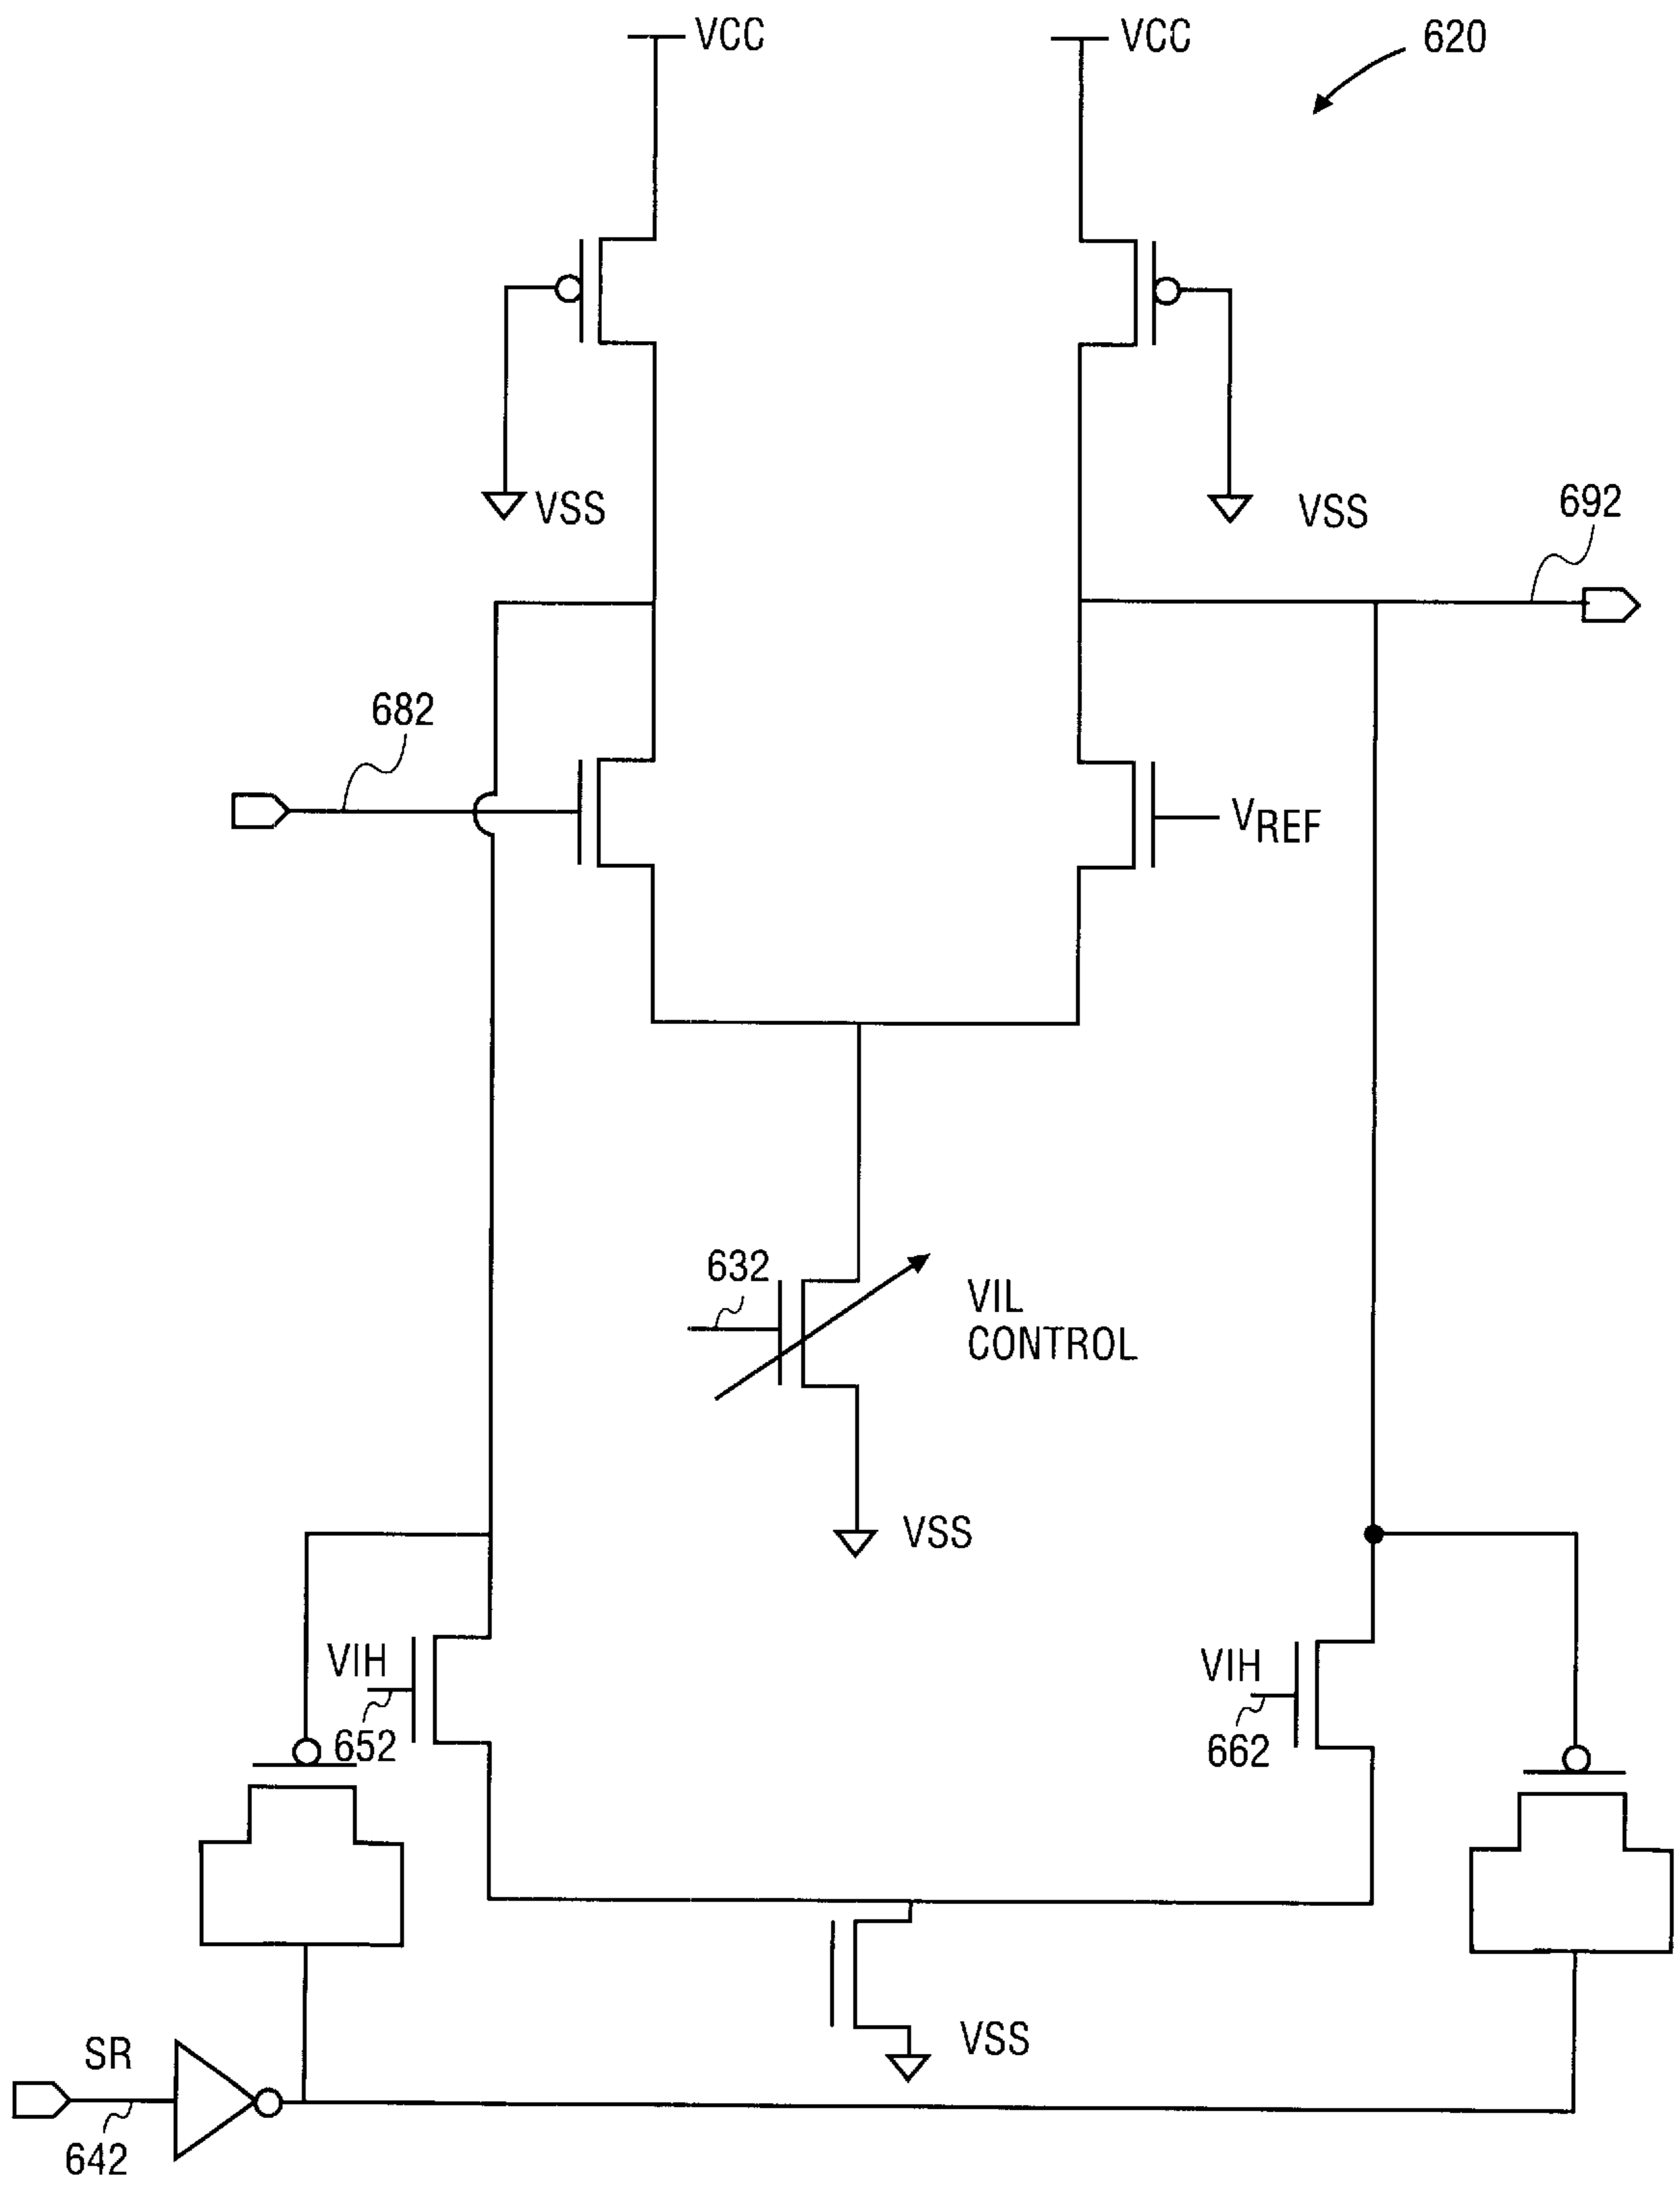 VCC
VCC
620
VSS
VSS
692
682
VREF
632
VIL
CONTROL
VSS
VIH
652
VIH
662
SR
642
VSS